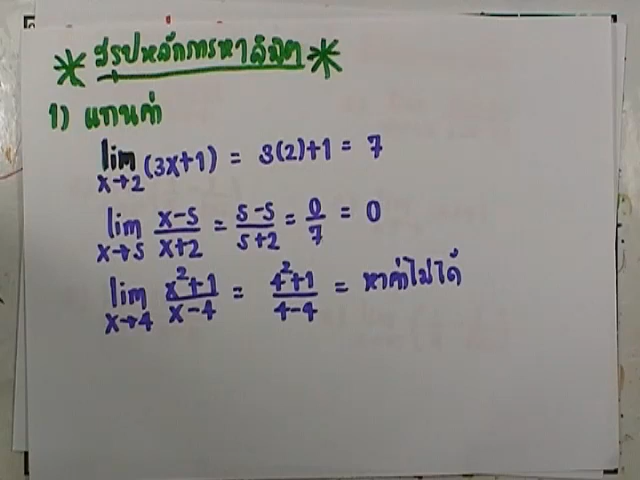 * สรุปหลักการหาลิมิต *
1) แทนค่า
lim x→2 (3x+1) = 3(2)+1 = 7
lim x→5 x-5/x+2 = 5-5/5+2 = 0/7 = 0
lim x→4 x²+1/x-4 = 4²+1/4-4 = หาค่าไม่ได้